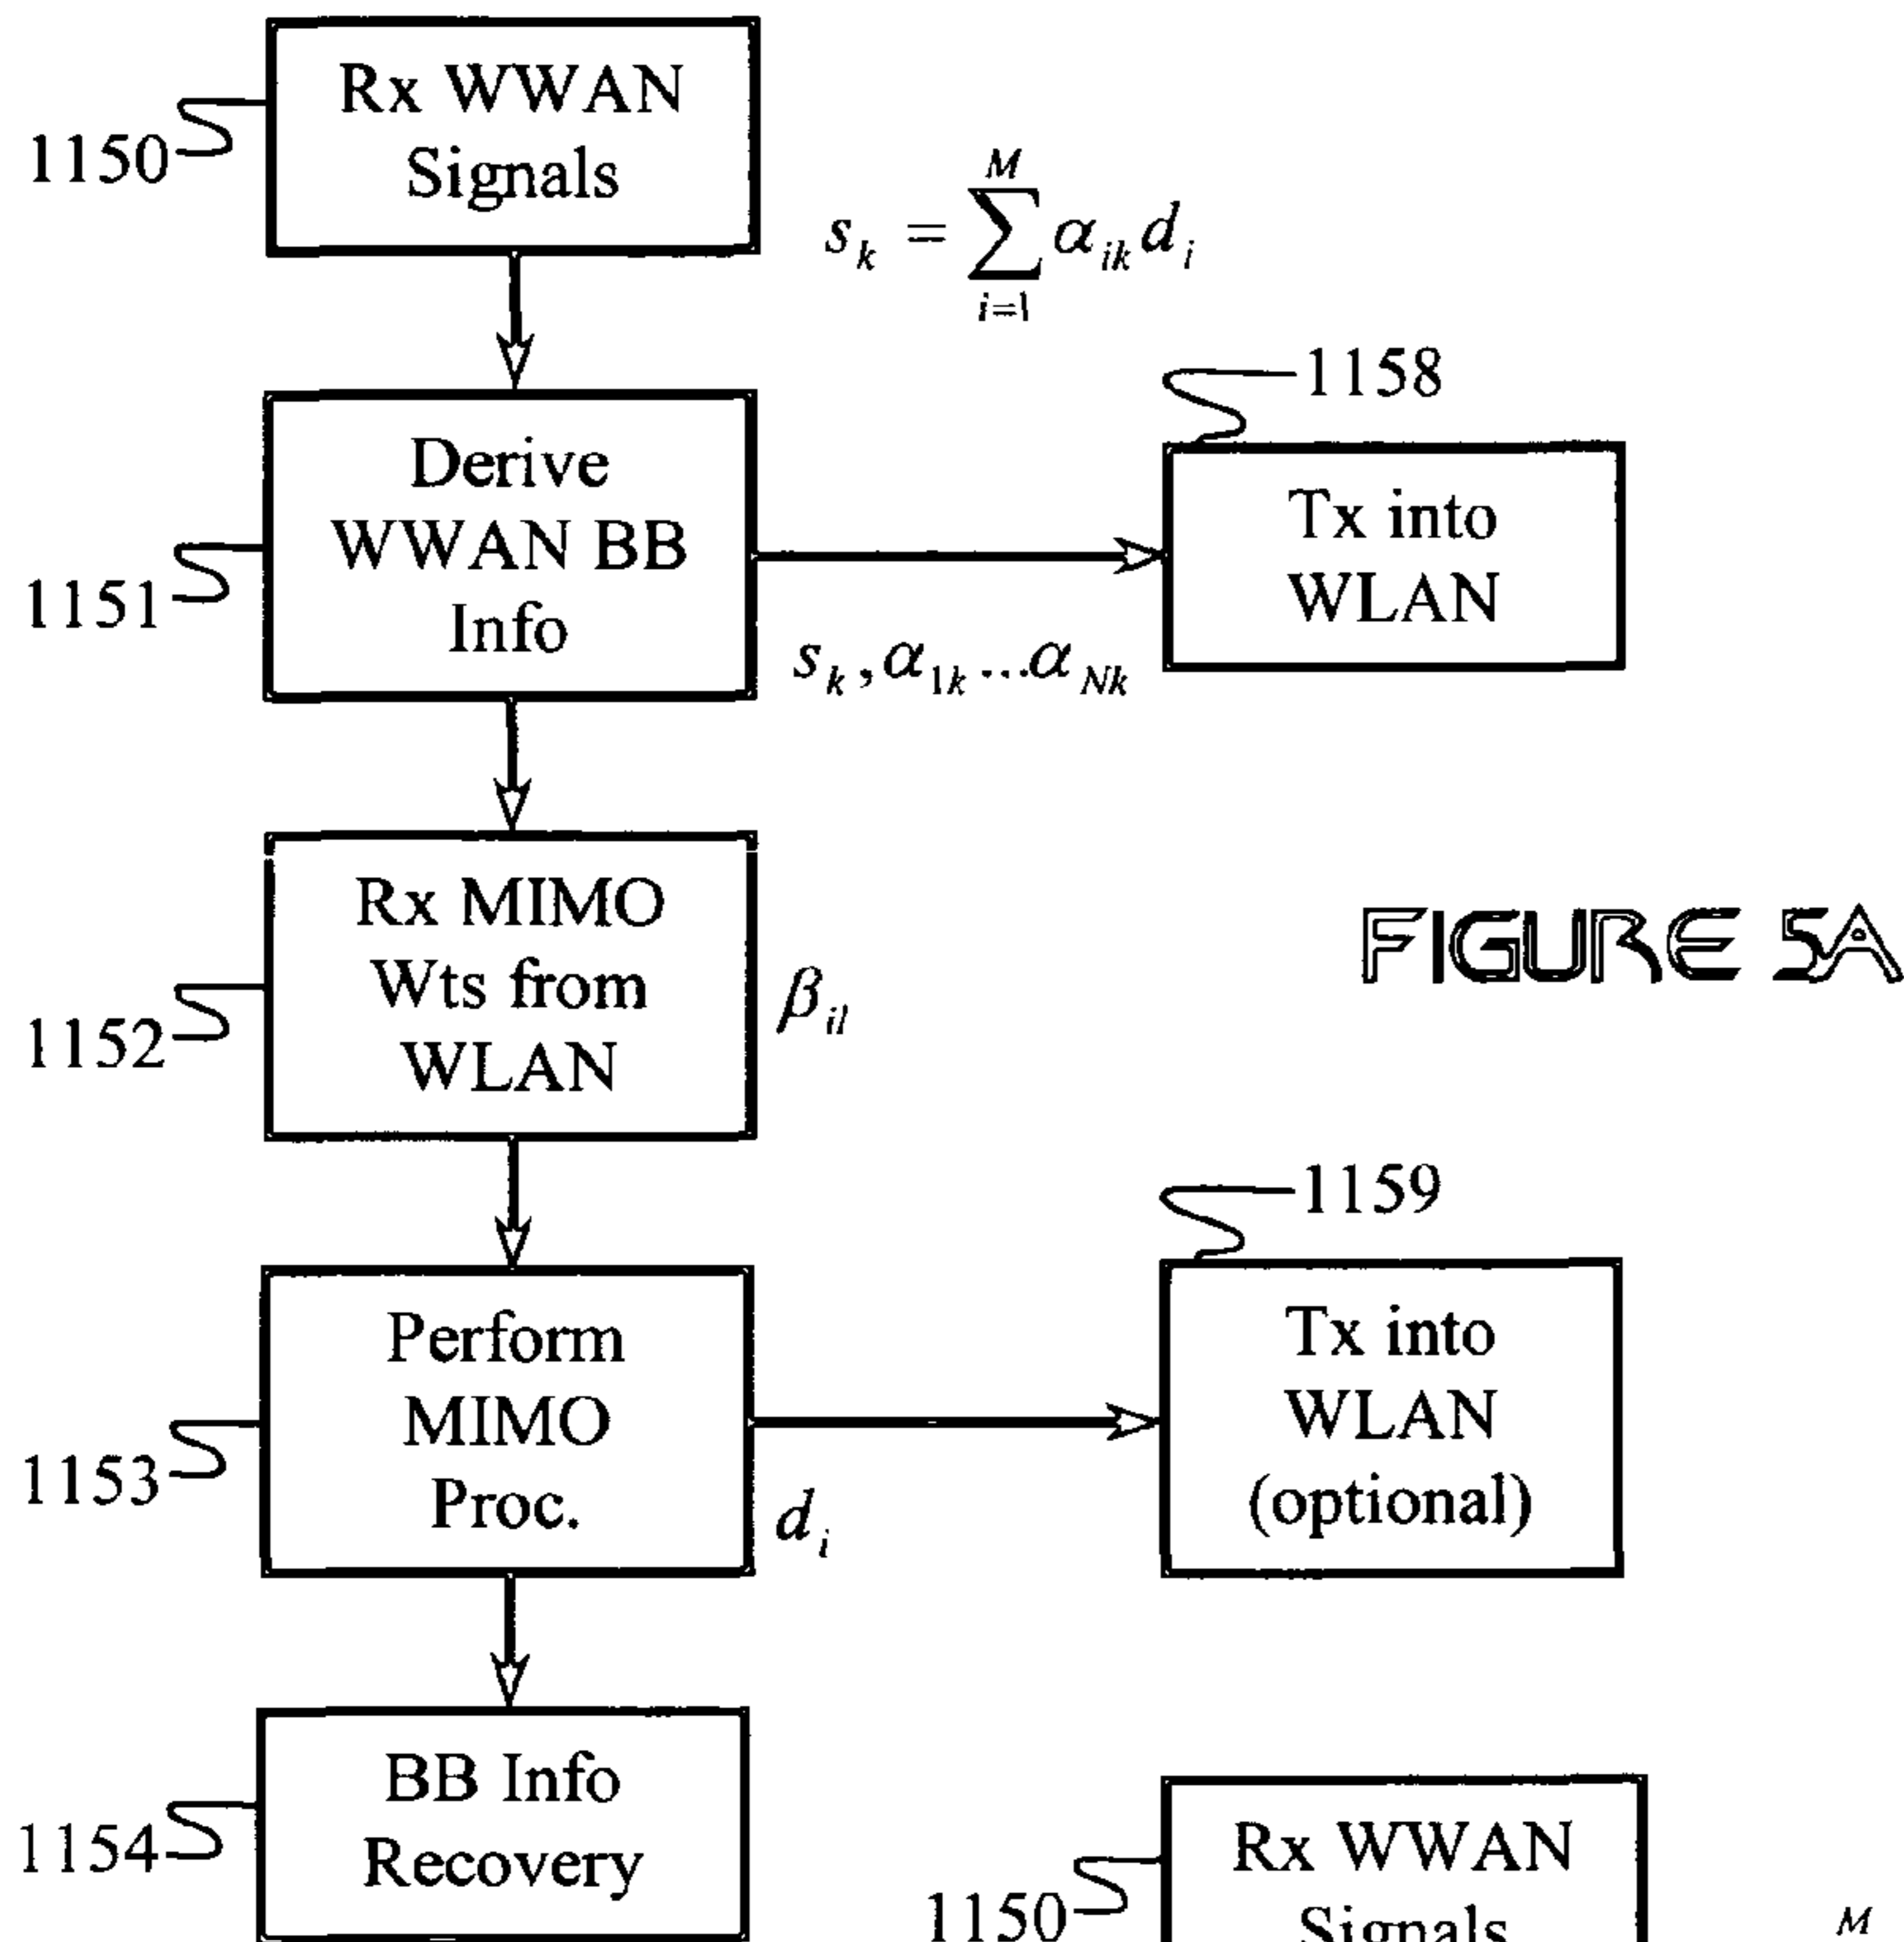 Rx WWAN
Signals
1150
M
s_k = ∑ α_{ik} d_i
i=1
1158
Derive
WWAN BB
Info
1151
Tx into
WLAN
s_k, α_{1k} ... α_{Nk}
Rx MIMO
Wts from
WLAN
1152
β_{il}
FIGURE 5A
1159
Perform
MIMO
Proc.
1153
d_i
Tx into
WLAN
(optional)
BB Info
Recovery
1154
Rx WWAN
Signals
1150
M